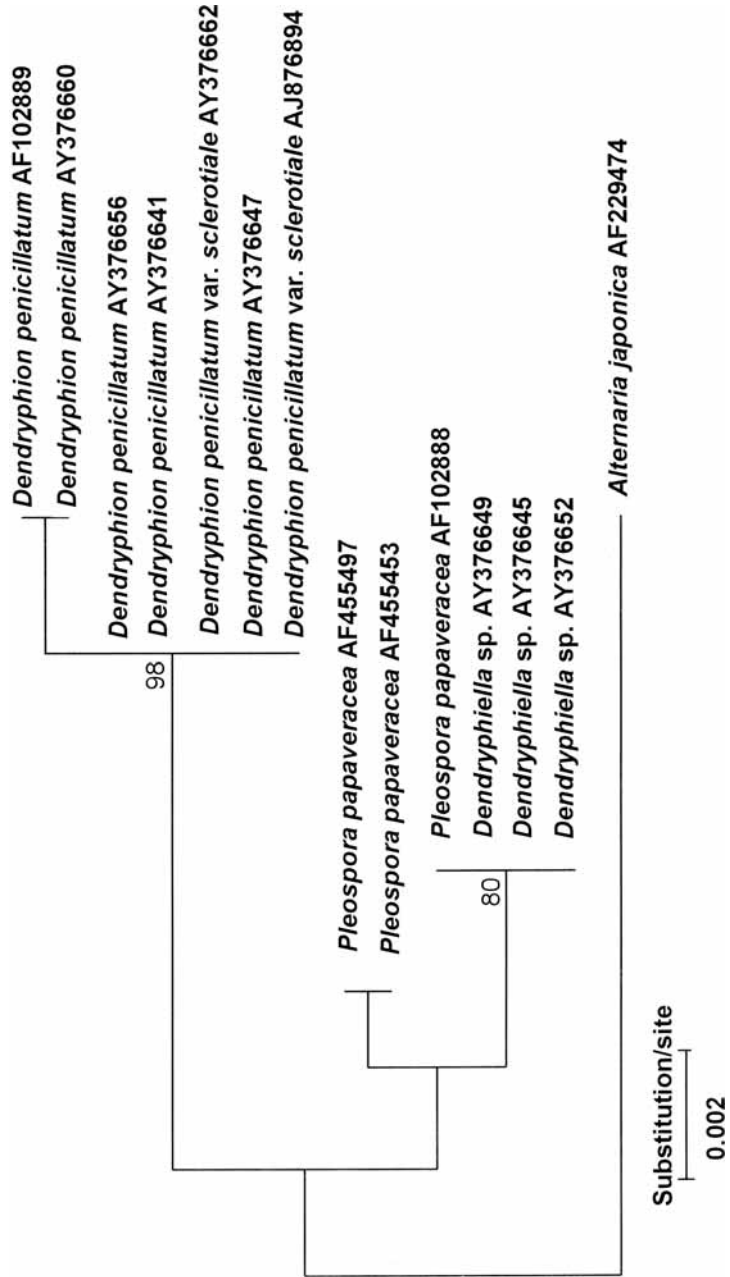 Dendryphion penicillatum AF102889
Dendryphion penicillatum AY376660
98
Dendryphion penicillatum AY376656
Dendryphion penicillatum AY376641
Dendryphion penicillatum var. sclerotiale AY376662
Dendryphion penicillatum AY376647
Dendryphion penicillatum var. sclerotiale AJ876894
Pleospora papaveracea AF455497
Pleospora papaveracea AF455453
Pleospora papaveracea AF102888
80
Dendryphiella sp. AY376649
Dendryphiella sp. AY376645
Dendryphiella sp. AY376652
Alternaria japonica AF229474
Substitution/site
0.002